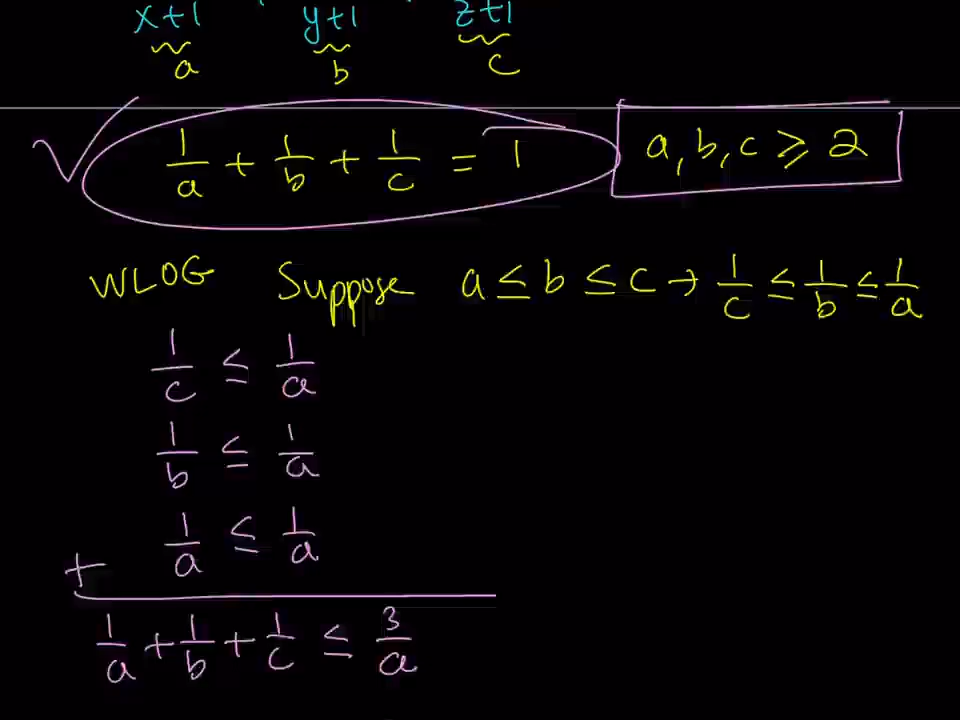 x+1 y+1 z+1
a b c
1/a + 1/b + 1/c = 1 a, b, c ≥ 2
WLOG Suppose a ≤ b ≤ c → 1/c ≤ 1/b ≤ 1/a
1/c ≤ 1/a
1/b ≤ 1/a
+ 1/a ≤ 1/a
1/a + 1/b + 1/c ≤ 3/a